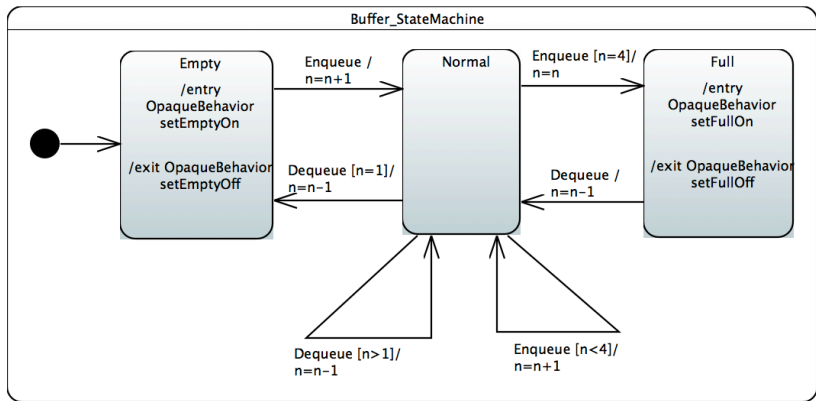 Buffer_StateMachine
Empty
/entry
OpaqueBehavior
setEmptyOn
/exit OpaqueBehavior
setEmptyOff
Enqueue /
n=n+1
Dequeue [n=1]/
n=n-1
Normal
Enqueue [n=4]/
n=n
Dequeue /
n=n-1
Full
/entry
OpaqueBehavior
setFullOn
/exit OpaqueBehavior
setFullOff
Dequeue [n>1]/
n=n-1
Enqueue [n<4]/
n=n+1